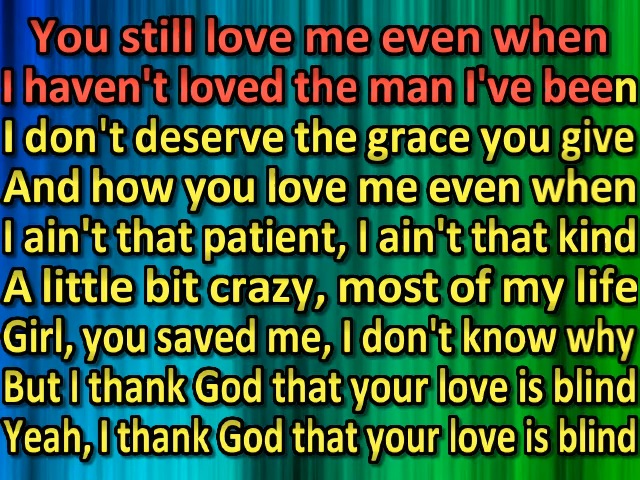 You still love me even when
I haven't loved the man I've been
I don't deserve the grace you give
And how you love me even when
I ain't that patient, I ain't that kind
A little bit crazy, most of my life
Girl, you saved me, I don't know why
But I thank God that your love is blind
Yeah, I thank God that your love is blind